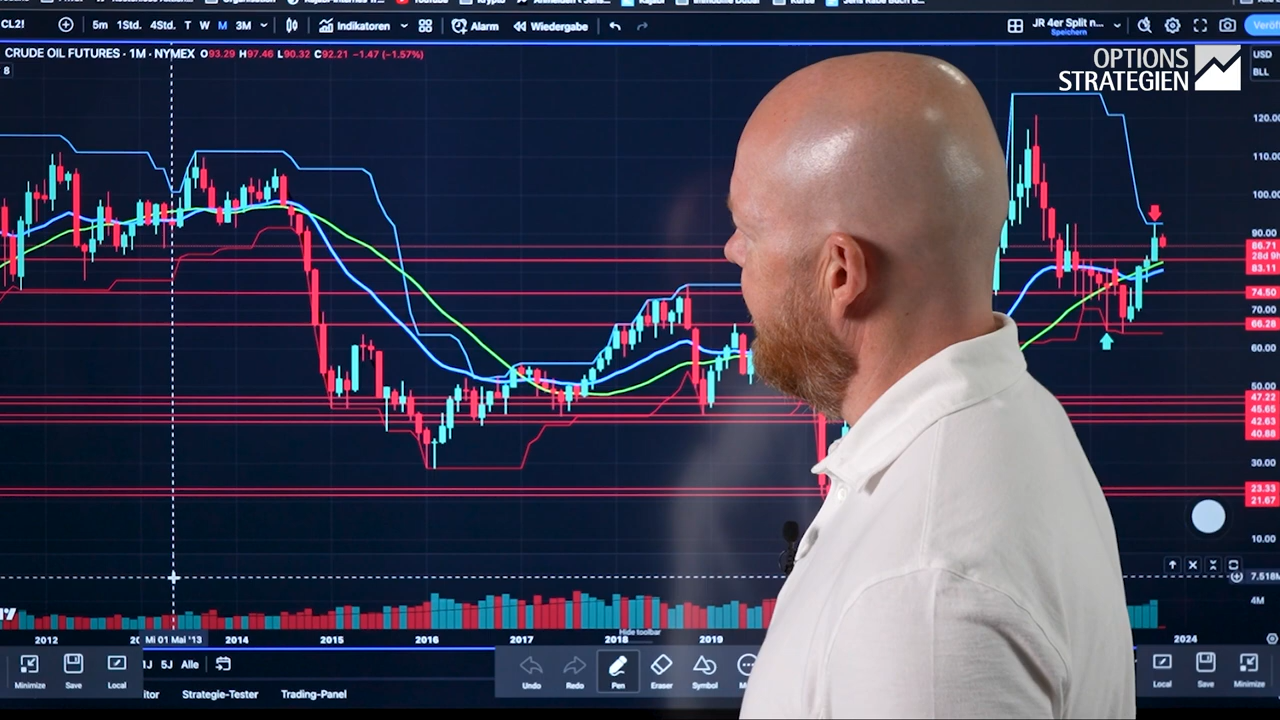 CL2!
5m 1Std. 4Std. T W M 3M
Indikatoren
Alarm
Wiedergabe
JR 4er Split n...
Speichern
CRUDE OIL FUTURES · 1M · NYMEX O93.29 H97.46 L90.32 C92.21 −1.47 (−1.57%)
8
OPTIONS
STRATEGIEN
USD
BLL
120.00
110.00
100.00
90.00
86.71
28d 9h
83.11
74.50
70.00
66.28
60.00
50.00
47.22
45.65
42.63
40.88
30.00
23.33
21.67
10.00
7.518M
4M
2012
Mi 01 Mai '13
2014 2015 2016 2017 2018 2019
2024
Hide toolbar
Minimize Save Local
1J 5J Alle
Undo Redo Pen Eraser Symbol
Local Save Minimize
Strategie-Tester Trading-Panel